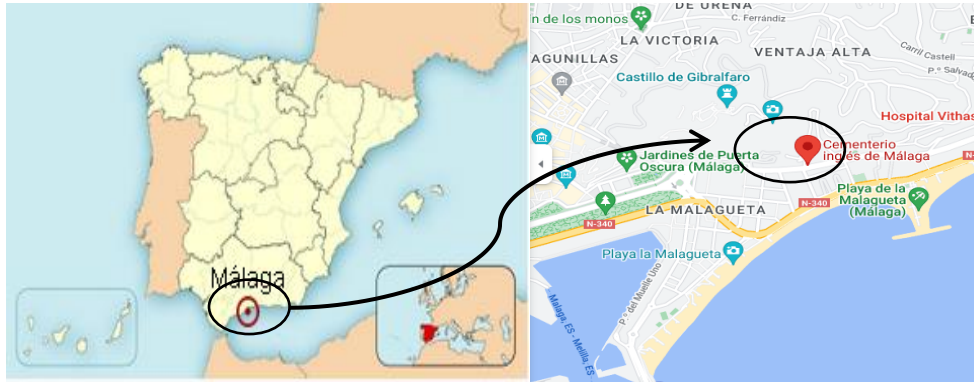 Málaga
DE UREÑA
n de los monos
C. Ferrándiz
LA VICTORIA
VENTAJA ALTA
AGUNILLAS
Carril Castell
P.º Salvado
Castillo de Gibralfaro
Hospital Vithas
Cementerio
inglés de Málaga
Jardines de Puerta
Oscura (Málaga)
N-340
Playa de la
Malagueta
(Málaga)
N-340
LA MALAGUETA
N-340
Playa la Malagueta
P.º del Muelle Uno
Malaga, ES - Melilla, ES